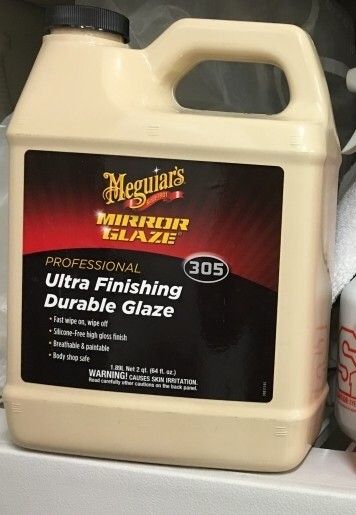 Meguiar's
SINCE 1901
MIRROR
GLAZE®
PROFESSIONAL
305
Ultra Finishing
Durable Glaze
• Fast wipe on, wipe off
• Silicone-Free high gloss finish
• Breathable & paintable
• Body shop safe
1.89L Net 2 qt. (64 fl. oz.)
WARNING! CAUSES SKIN IRRITATION.
Read carefully other cautions on the back panel.
S